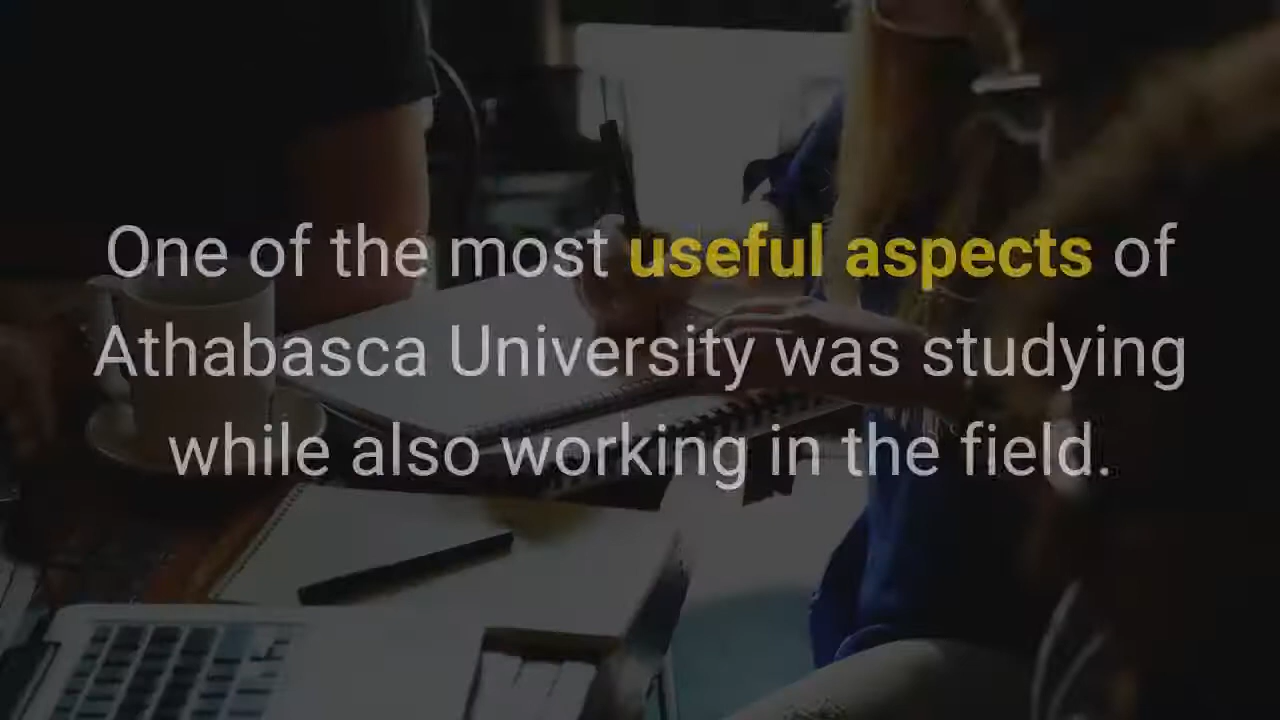 One of the most useful aspects of
Athabasca University was studying
while also working in the field.